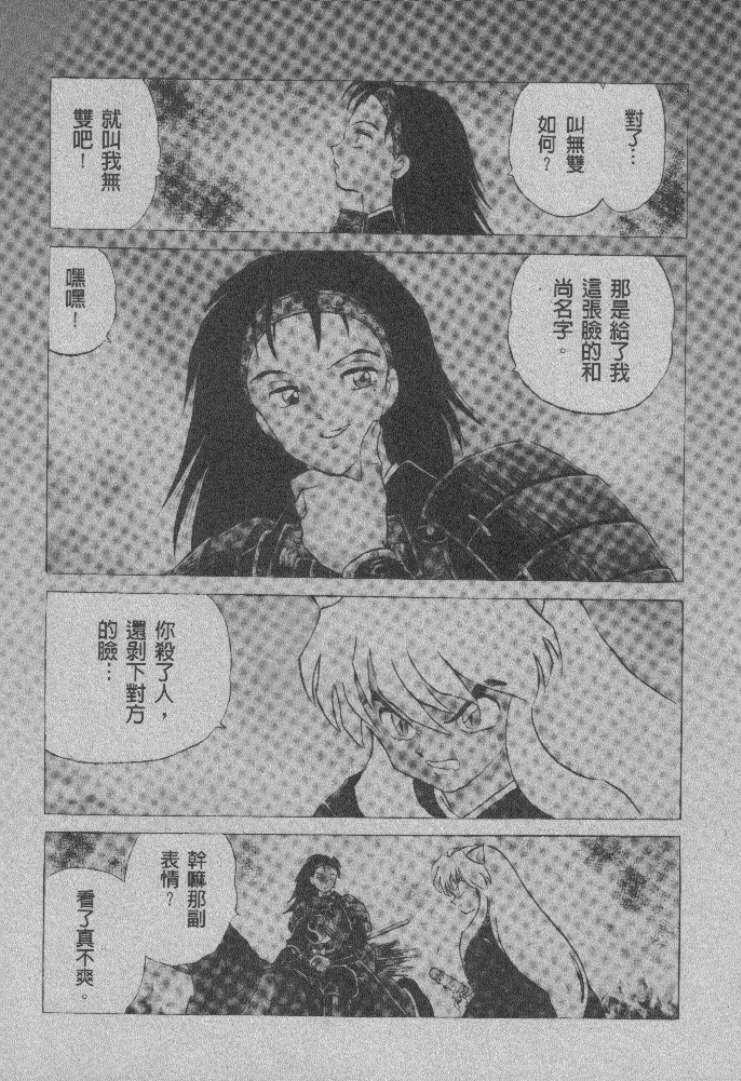 對了…
叫無雙
如何？
就叫我無
雙吧！
那是給了我
這張臉的和
尚名字。
嘿嘿！
你殺了人，
還剝下對方
的臉…
幹嘛那副
表情？
看了真不爽。